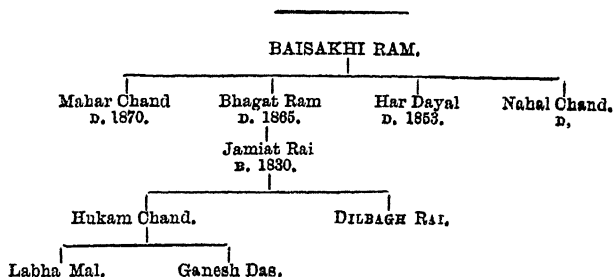 BAISAKHI RAM.
Mahar Chand Bhagat Ram Har Dayal Nahal Chand.
D. 1870. D. 1865. D. 1853. D,
Jamiat Rai
B. 1830.
Hukam Chand. DILBAGH RAI.
Labha Mal. Ganesh Das.